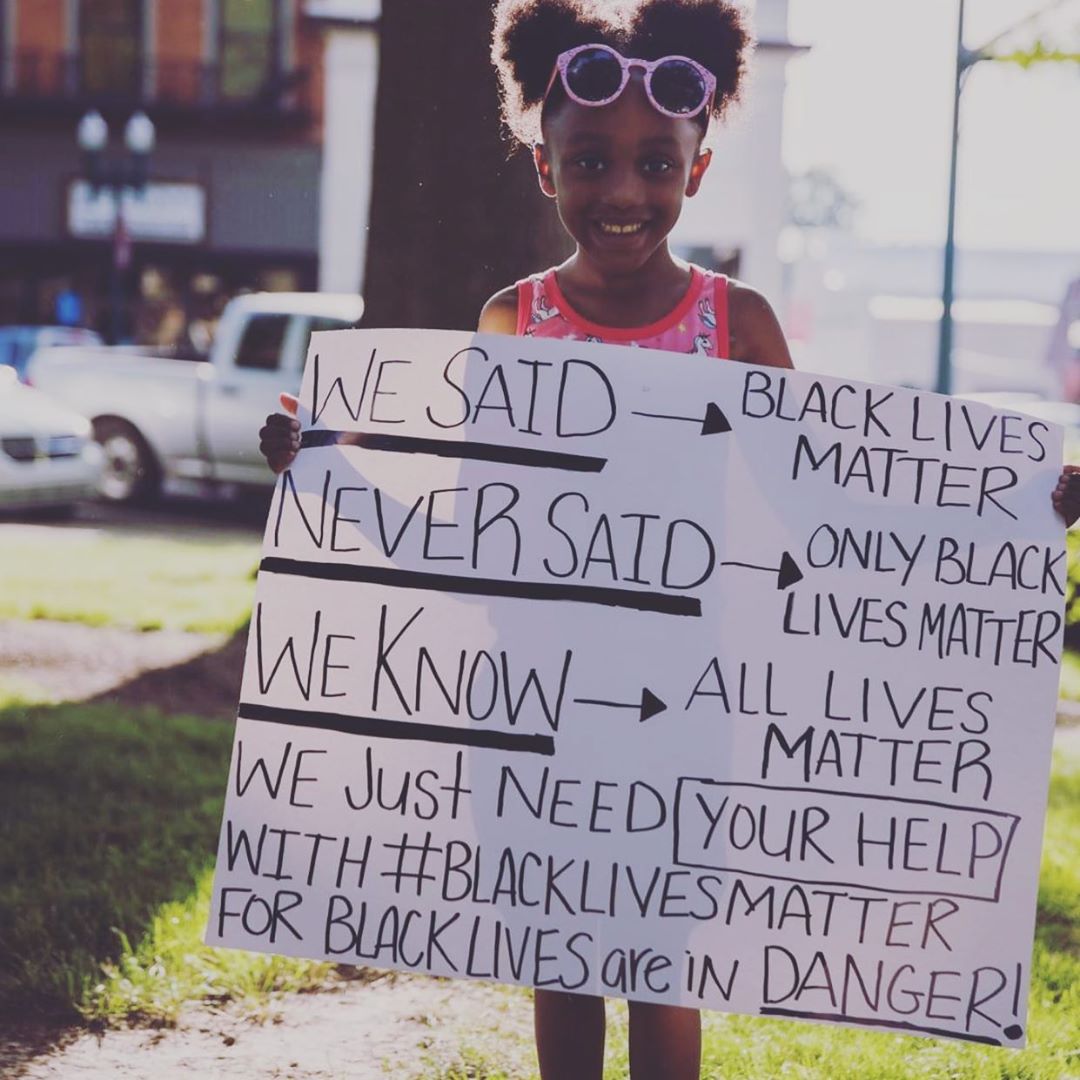 WE SAID → BLACK LIVES
MATTER
NEVER SAID → ONLY BLACK
LIVES MATTER
WE KNOW → ALL LIVES
MATTER
WE Just NEED YOUR HELP
WITH #BLACKLIVESMATTER
FOR BLACK LIVES are iN DANGER!